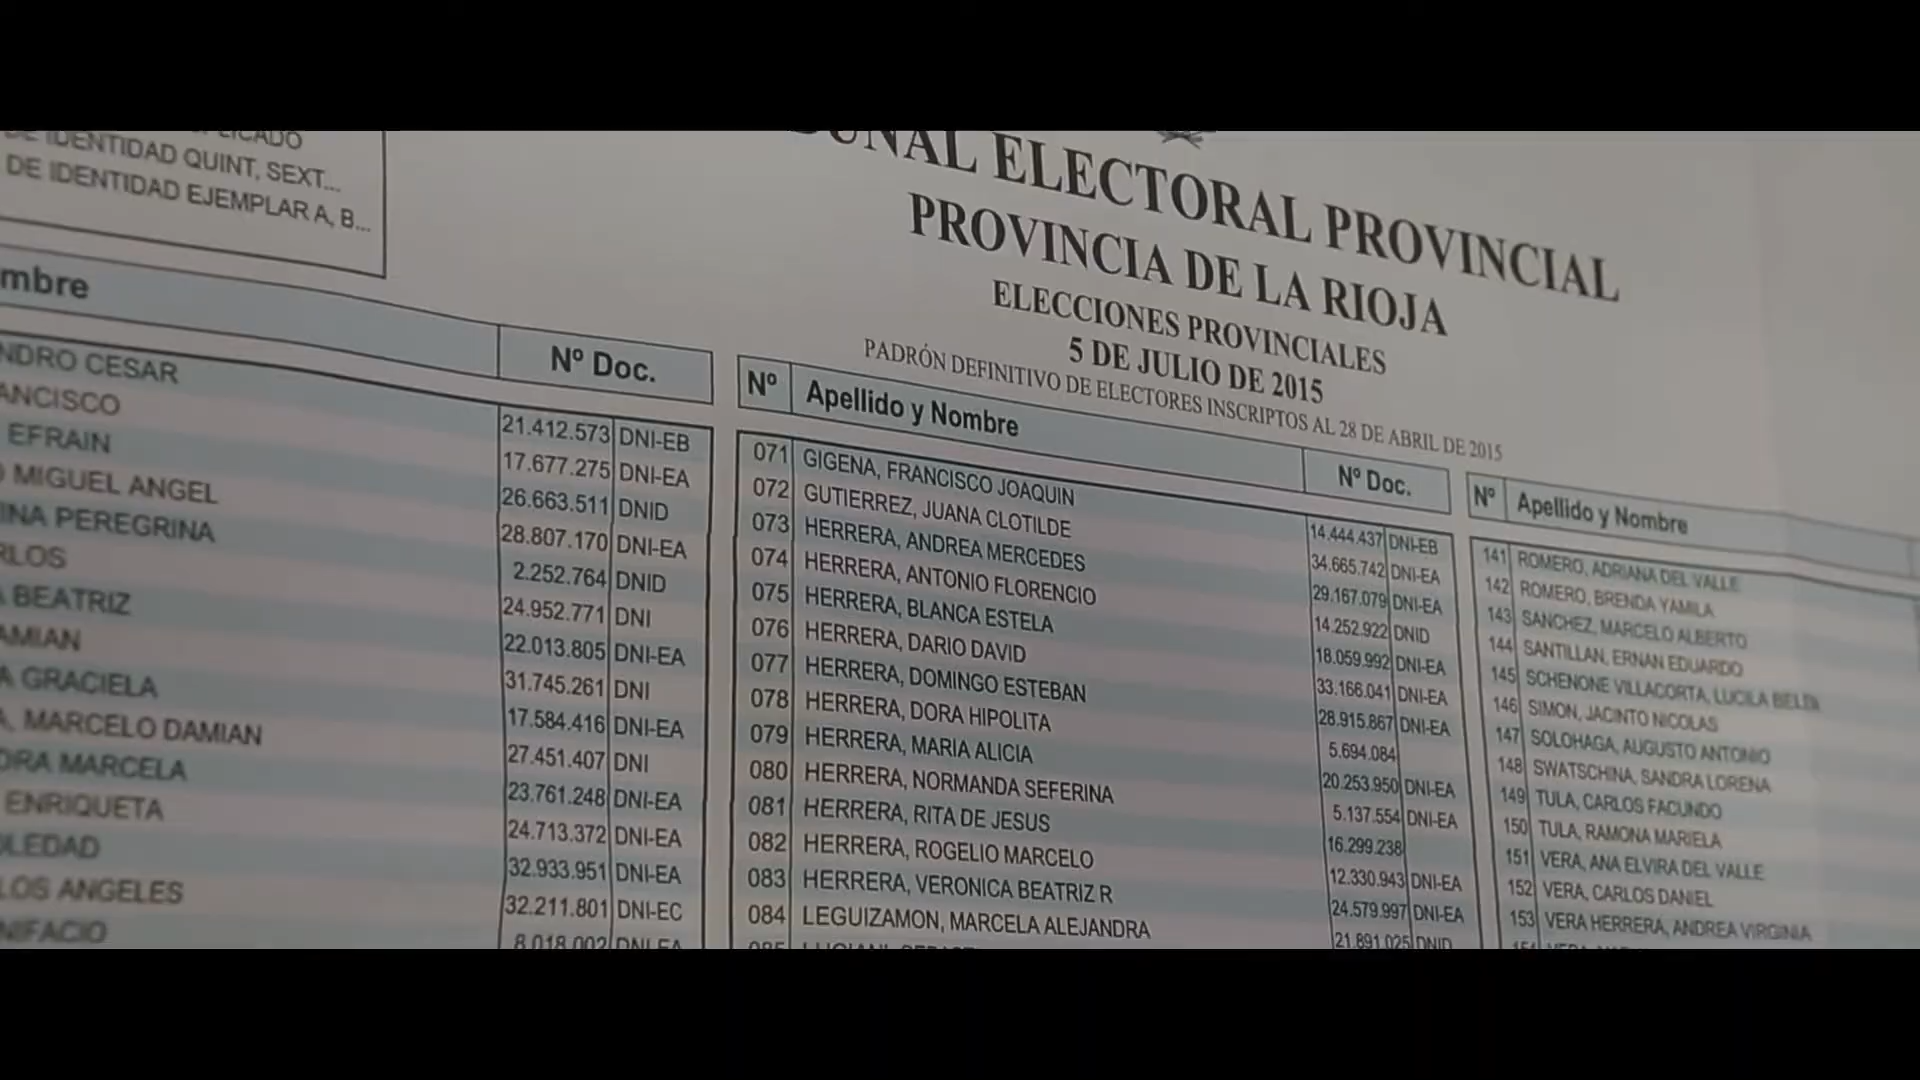 DE IDENTIDAD QUINT, SEXT...
DE IDENTIDAD EJEMPLAR A, B...
ELECTORAL PROVINCIAL
PROVINCIA DE LA RIOJA
ELECCIONES PROVINCIALES
5 DE JULIO DE 2015
PADRÓN DEFINITIVO DE ELECTORES INSCRIPTOS AL 28 DE ABRIL DE 2015
mbre Nº Doc.
NDRO CESAR 21.412.573 DNI-EB
ANCISCO 17.677.275 DNI-EA
EFRAIN 26.663.511 DNID
MIGUEL ANGEL 28.807.170 DNI-EA
INA PEREGRINA 2.252.764 DNID
RLOS 24.952.771 DNI
BEATRIZ 22.013.805 DNI-EA
AMIAN 31.745.261 DNI
A GRACIELA 17.584.416 DNI-EA
A, MARCELO DAMIAN 27.451.407 DNI
DRA MARCELA 23.761.248 DNI-EA
ENRIQUETA 24.713.372 DNI-EA
OLEDAD 32.933.951 DNI-EA
LOS ANGELES 32.211.801 DNI-EC
NIFACIO 8.018.002 DNI-EA
Nº Apellido y Nombre Nº Doc.
071 GIGENA, FRANCISCO JOAQUIN 14.444.437 DNI-EB
072 GUTIERREZ, JUANA CLOTILDE 34.665.742 DNI-EA
073 HERRERA, ANDREA MERCEDES 29.167.079 DNI-EA
074 HERRERA, ANTONIO FLORENCIO 14.252.922 DNID
075 HERRERA, BLANCA ESTELA 18.059.992 DNI-EA
076 HERRERA, DARIO DAVID 33.166.041 DNI-EA
077 HERRERA, DOMINGO ESTEBAN 28.915.867 DNI-EA
078 HERRERA, DORA HIPOLITA 5.694.084
079 HERRERA, MARIA ALICIA 20.253.950 DNI-EA
080 HERRERA, NORMANDA SEFERINA 5.137.554 DNI-EA
081 HERRERA, RITA DE JESUS 16.299.238
082 HERRERA, ROGELIO MARCELO 12.330.943 DNI-EA
083 HERRERA, VERONICA BEATRIZ R 24.579.997 DNI-EA
084 LEGUIZAMON, MARCELA ALEJANDRA 21.891.025 DNID
Nº Apellido y Nombre
141 ROMERO, ADRIANA DEL VALLE
142 ROMERO, BRENDA YAMILA
143 SANCHEZ, MARCELO ALBERTO
144 SANTILLAN, ERNAN EDUARDO
145 SCHENONE VILLACORTA, LUCILA BELEN
146 SIMON, JACINTO NICOLAS
147 SOLOHAGA, AUGUSTO ANTONIO
148 SWATSCHINA, SANDRA LORENA
149 TULA, CARLOS FACUNDO
150 TULA, RAMONA MARIELA
151 VERA, ANA ELVIRA DEL VALLE
152 VERA, CARLOS DANIEL
153 VERA HERRERA, ANDREA VIRGINIA